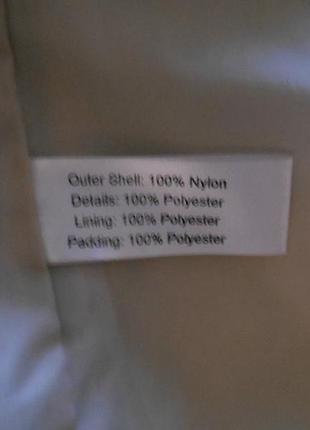 Outer Shell: 100% Nylon
Details: 100% Polyester
Lining: 100% Polyester
Padding: 100% Polyester